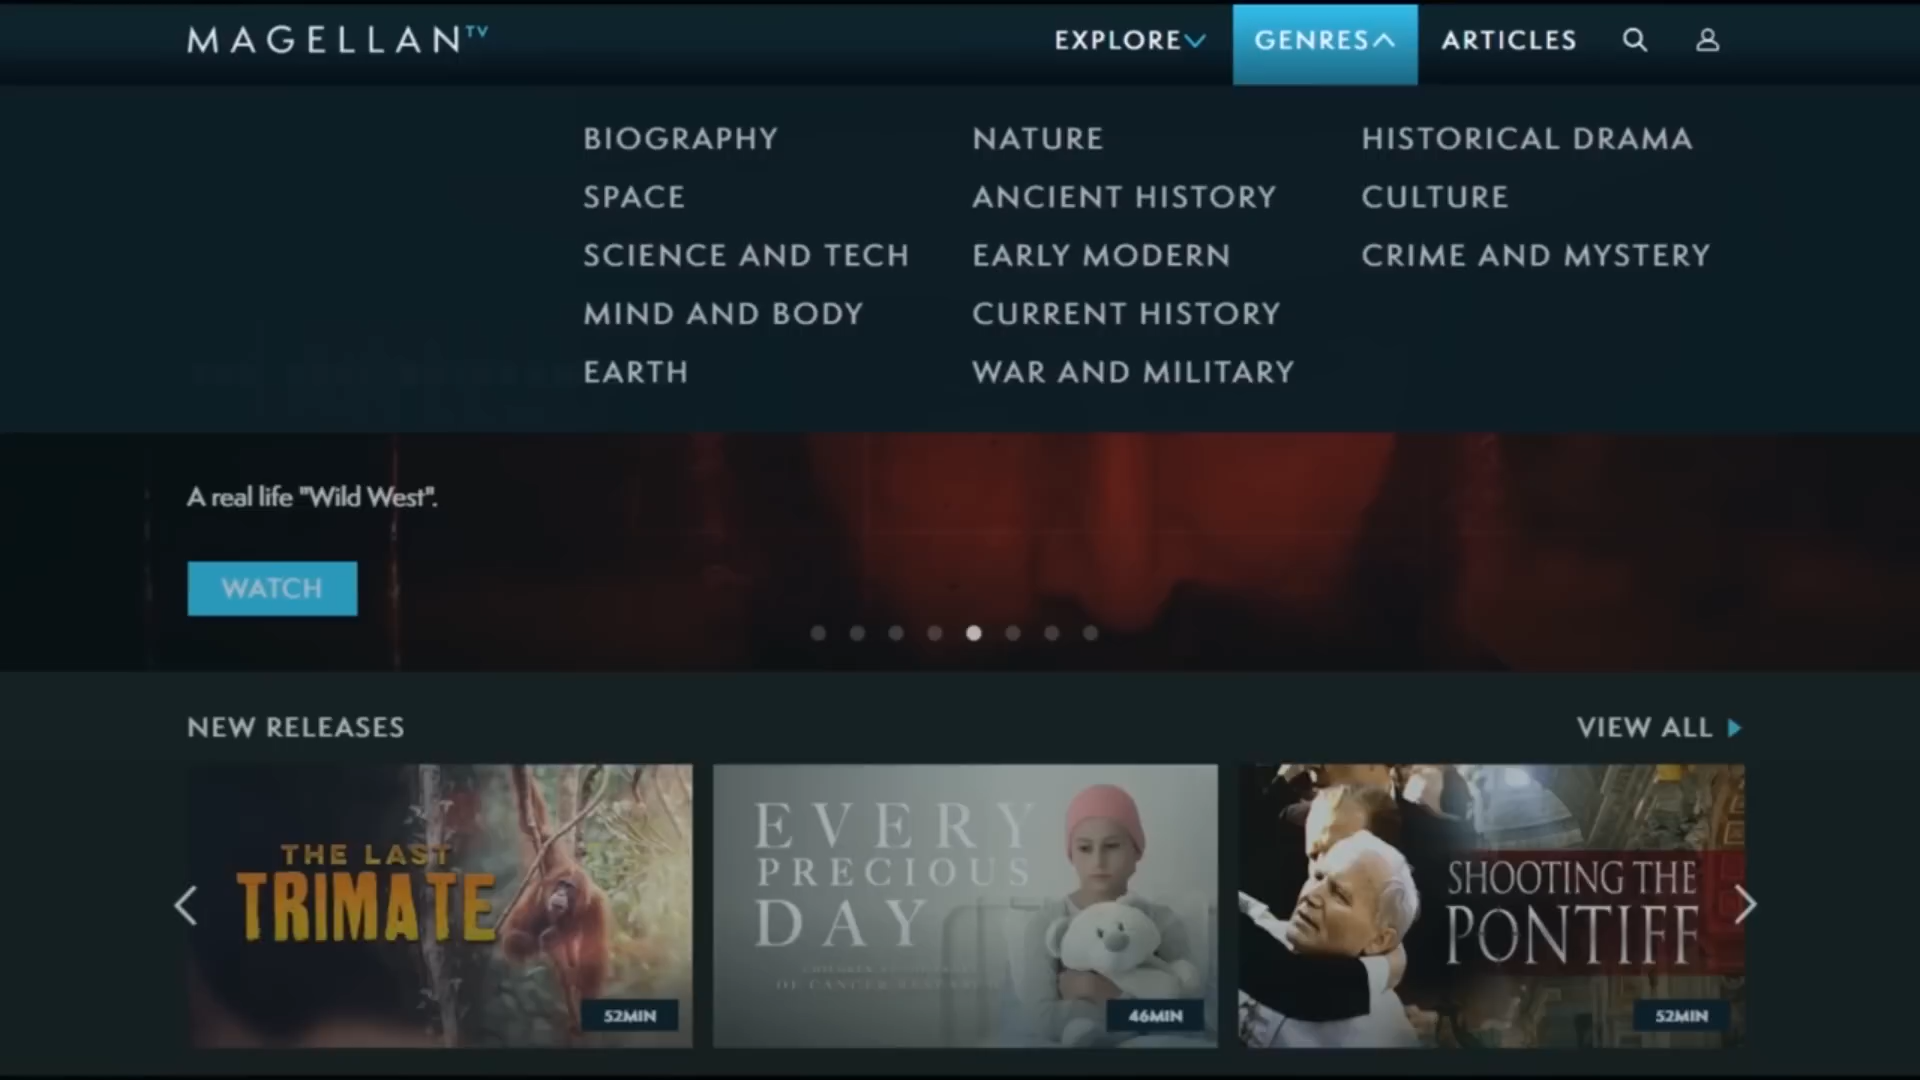 MAGELLAN TV
EXPLORE
GENRES
ARTICLES
BIOGRAPHY
SPACE
SCIENCE AND TECH
MIND AND BODY
EARTH
NATURE
ANCIENT HISTORY
EARLY MODERN
CURRENT HISTORY
WAR AND MILITARY
HISTORICAL DRAMA
CULTURE
CRIME AND MYSTERY
A real life "Wild West".
WATCH
NEW RELEASES
VIEW ALL
THE LAST
TRIMATE
52MIN
EVERY
PRECIOUS
DAY
OF CANCER
46MIN
SHOOTING THE
PONTIFF
52MIN